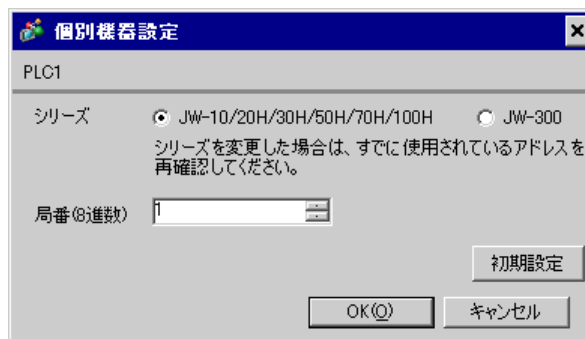 個別機器設定
PLC1
シリーズ
JW-10/20H/30H/50H/70H/100H
JW-300
シリーズを変更した場合は、すでに使用されているアドレスを
再確認してください。
局番(8進数)
1
初期設定
OK(O)
キャンセル